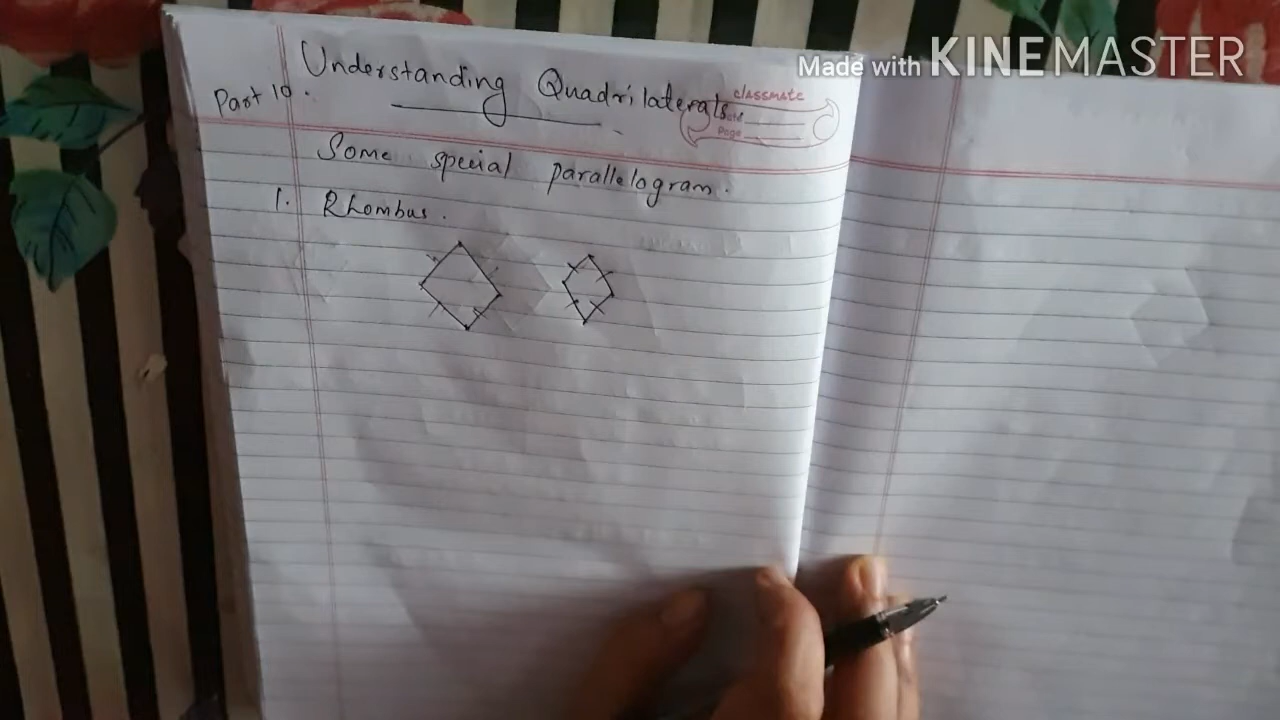 Made with KINEMASTER
Understanding Quadrilaterals
classmate
Part 10.
Date
Page
Some special parallelogram.
1. Rhombus.